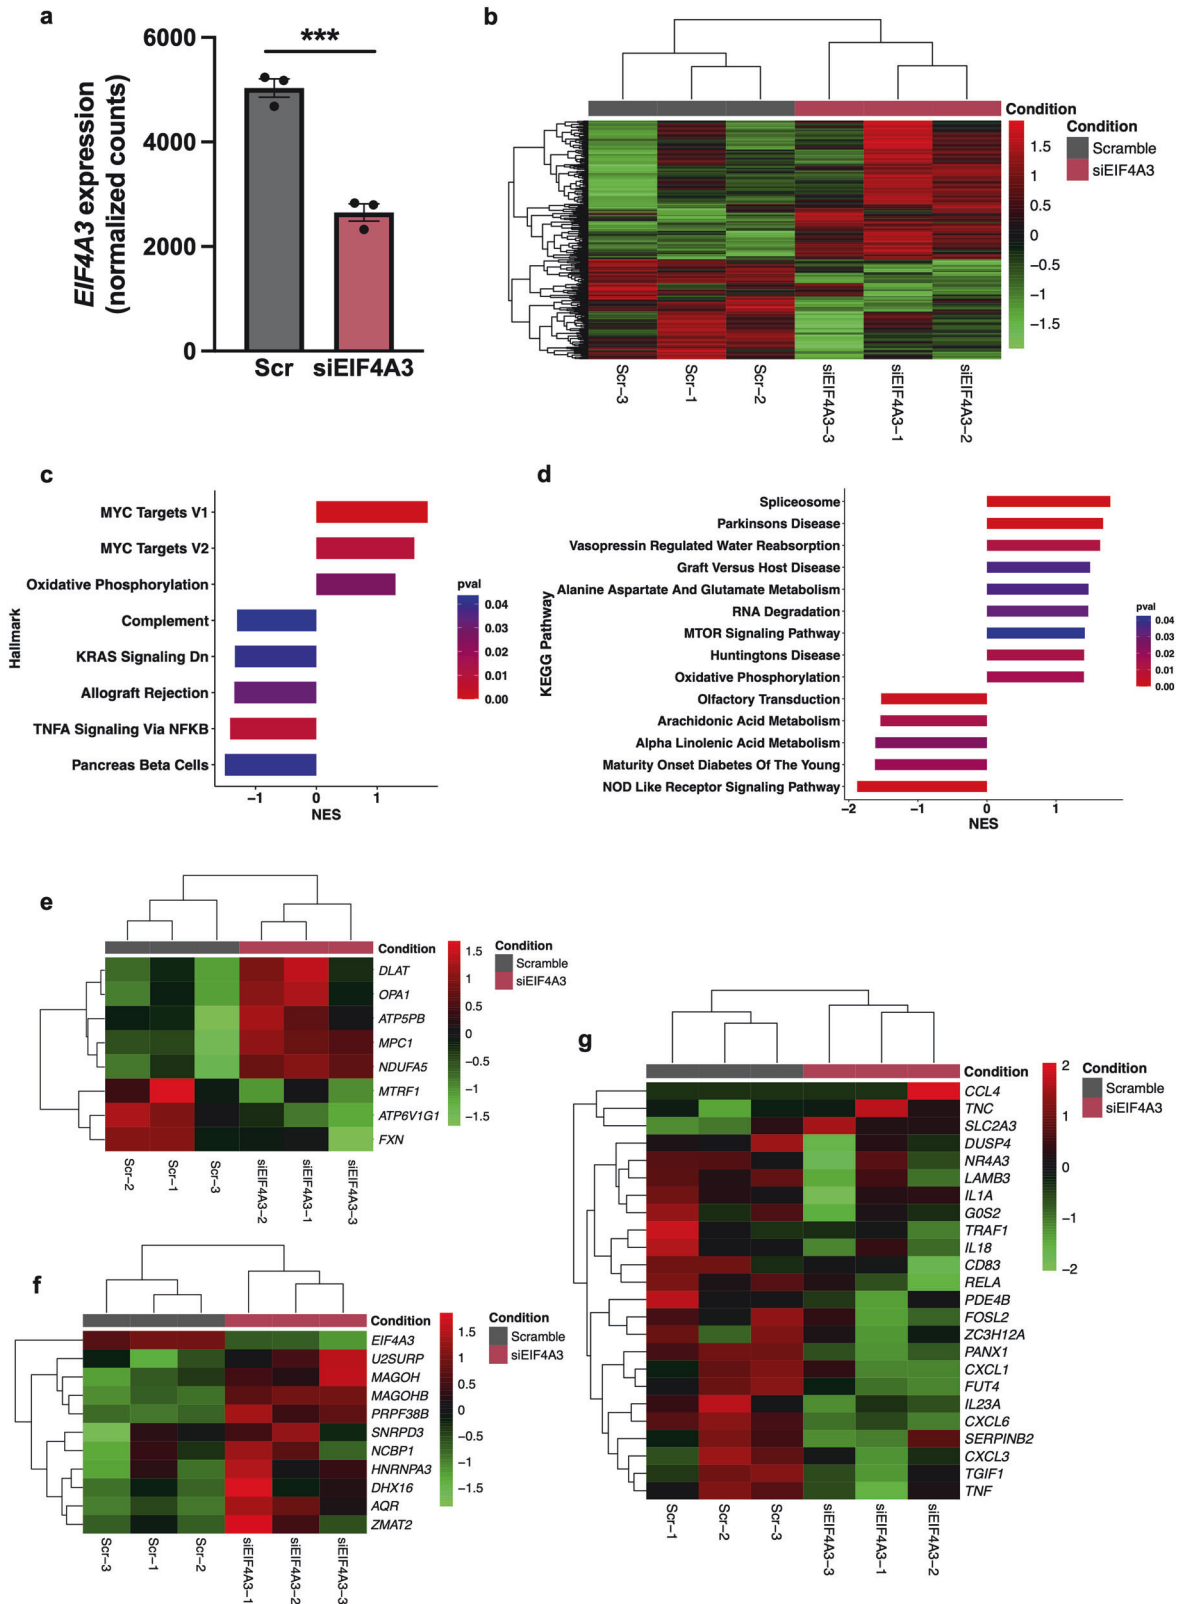 a
6000
4000
2000
0
EIF4A3 expression
(normalized counts)
***
Scr
siEIF4A3
b
Condition
1.5
1
0.5
0
−0.5
−1
−1.5
Condition
Scramble
siEIF4A3
Scr−3
Scr−1
Scr−2
siEIF4A3−3
siEIF4A3−1
siEIF4A3−2
c
Hallmark
MYC Targets V1
MYC Targets V2
Oxidative Phosphorylation
Complement
KRAS Signaling Dn
Allograft Rejection
TNFA Signaling Via NFKB
Pancreas Beta Cells
−1
0
1
NES
pval
0.04
0.03
0.02
0.01
0.00
d
KEGG Pathway
Spliceosome
Parkinsons Disease
Vasopressin Regulated Water Reabsorption
Graft Versus Host Disease
Alanine Aspartate And Glutamate Metabolism
RNA Degradation
MTOR Signaling Pathway
Huntingtons Disease
Oxidative Phosphorylation
Olfactory Transduction
Arachidonic Acid Metabolism
Alpha Linolenic Acid Metabolism
Maturity Onset Diabetes Of The Young
NOD Like Receptor Signaling Pathway
−2
−1
0
1
NES
pval
0.04
0.03
0.02
0.01
0.00
e
Condition
DLAT
OPA1
ATP5PB
MPC1
NDUFA5
MTRF1
ATP6V1G1
FXN
1.5
1
0.5
0
−0.5
−1
−1.5
Condition
Scramble
siEIF4A3
Scr−2
Scr−1
Scr−3
siEIF4A3−2
siEIF4A3−1
siEIF4A3−3
f
Condition
EIF4A3
U2SURP
MAGOH
MAGOHB
PRPF38B
SNRPD3
NCBP1
HNRNPA3
DHX16
AQR
ZMAT2
1.5
1
0.5
0
−0.5
−1
−1.5
Condition
Scramble
siEIF4A3
Scr−3
Scr−1
Scr−2
siEIF4A3−1
siEIF4A3−2
siEIF4A3−3
g
Condition
CCL4
TNC
SLC2A3
DUSP4
NR4A3
LAMB3
IL1A
G0S2
TRAF1
IL18
CD83
RELA
PDE4B
FOSL2
ZC3H12A
PANX1
CXCL1
FUT4
IL23A
CXCL6
SERPINB2
CXCL3
TGIF1
TNF
2
1
0
−1
−2
Condition
Scramble
siEIF4A3
Scr−1
Scr−2
Scr−3
siEIF4A3−3
siEIF4A3−1
siEIF4A3−2